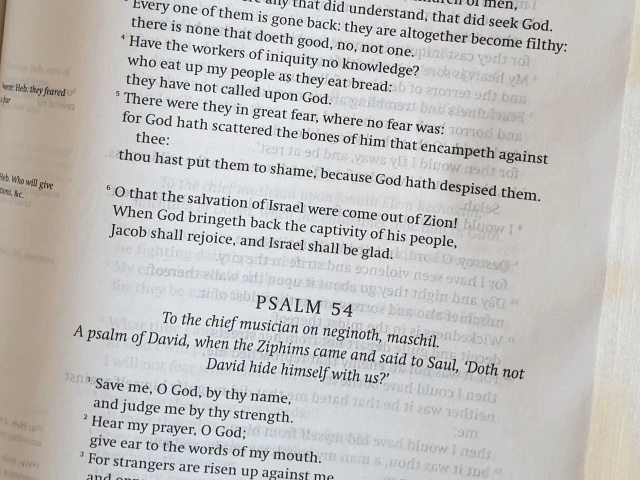 any that did understand, that did seek God.
Every one of them is gone back: they are altogether become filthy:
there is none that doeth good, no, not one.
4 Have the workers of iniquity no knowledge?
who eat up my people as they eat bread:
they have not called upon God.
5 There were they in great fear, where no fear was:
for God hath scattered the bones of him that encampeth against
thee:
thou hast put them to shame, because God hath despised them.
6 O that the salvation of Israel were come out of Zion!
When God bringeth back the captivity of his people,
Jacob shall rejoice, and Israel shall be glad.
PSALM 54
To the chief musician on neginoth, maschil.
A psalm of David, when the Ziphims came and said to Saul, ‘Doth not
David hide himself with us?’
1 Save me, O God, by thy name,
and judge me by thy strength.
2 Hear my prayer, O God;
give ear to the words of my mouth.
3 For strangers are risen up against me
Heb. they feared
Heb. Who will give
&c.